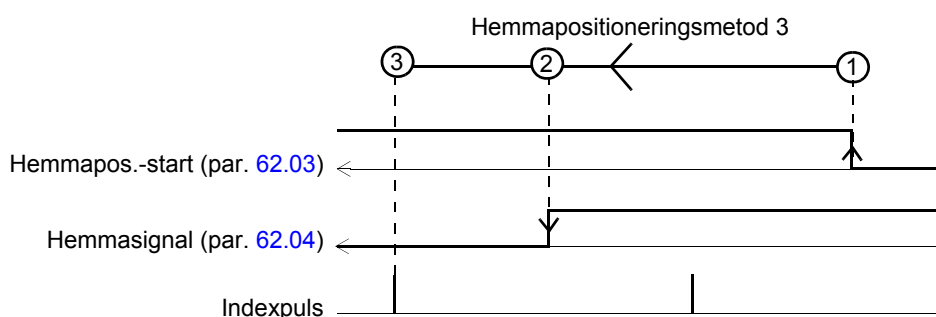 Hemmapositioneringsmetod 3
3
2
1
Hemmapos.-start (par. 62.03)
Hemmasignal (par. 62.04)
Indexpuls